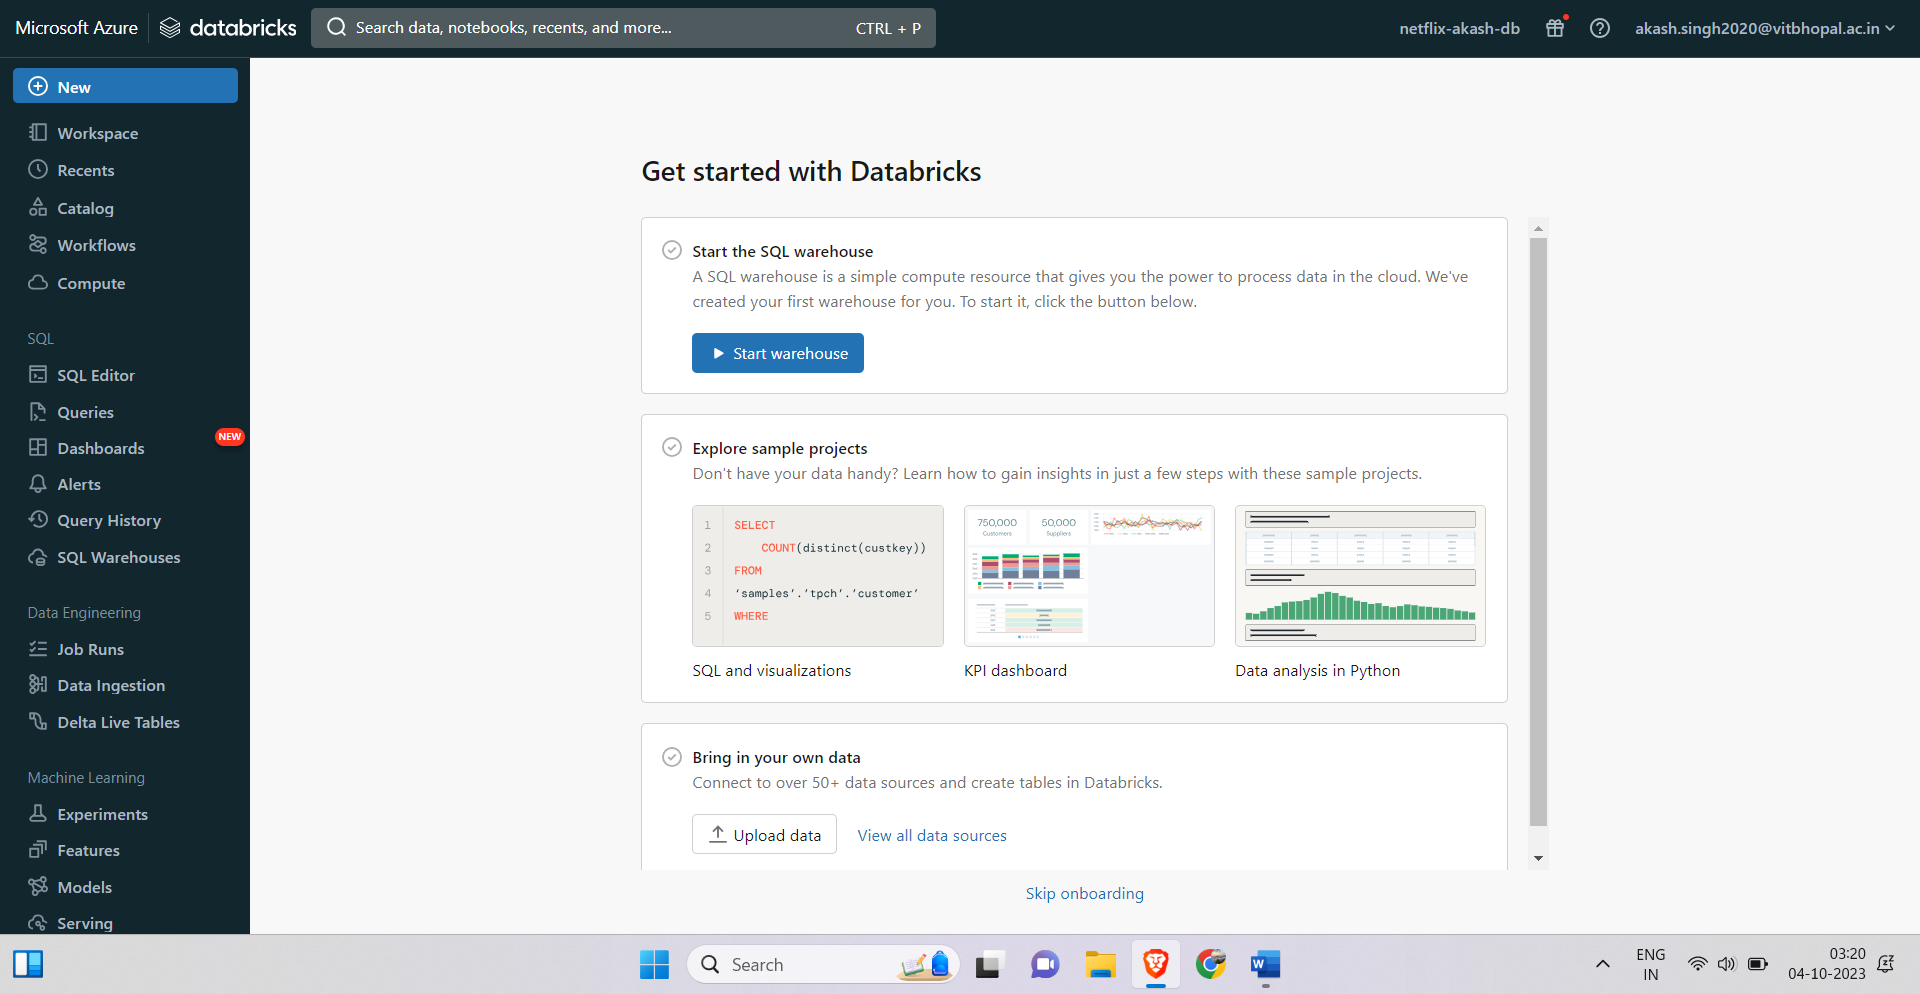 Microsoft Azure
databricks
Search data, notebooks, recents, and more...
CTRL + P
netflix-akash-db
akash.singh2020@vitbhopal.ac.in
New
Workspace
Recents
Catalog
Workflows
Compute
SQL
SQL Editor
Queries
Dashboards
NEW
Alerts
Query History
SQL Warehouses
Data Engineering
Job Runs
Data Ingestion
Delta Live Tables
Machine Learning
Experiments
Features
Models
Serving
Get started with Databricks
Start the SQL warehouse
A SQL warehouse is a simple compute resource that gives you the power to process data in the cloud. We've
created your first warehouse for you. To start it, click the button below.
Start warehouse
Explore sample projects
Don't have your data handy? Learn how to gain insights in just a few steps with these sample projects.
1 SELECT
2 COUNT(distinct(custkey))
3 FROM
4 ‘samples’.’tpch’.’customer’
5 WHERE
750,000
Customers
50,000
Suppliers
SQL and visualizations
KPI dashboard
Data analysis in Python
Bring in your own data
Connect to over 50+ data sources and create tables in Databricks.
Upload data
View all data sources
Skip onboarding
Search
W
ENG
IN
03:20
04-10-2023